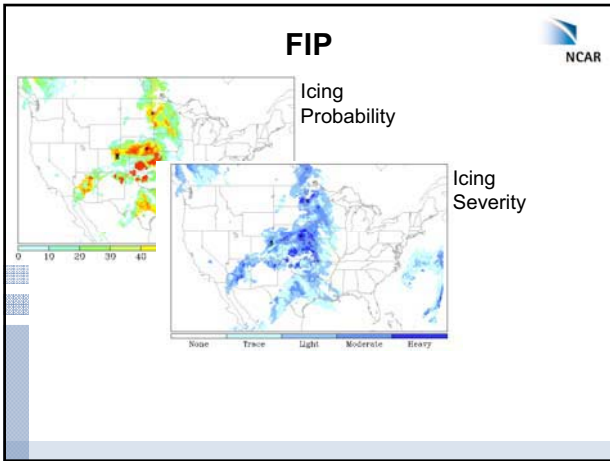 FIP
NCAR
Icing
Probability
0 10 20 30 40
Icing
Severity
None Trace Light Moderate Heavy